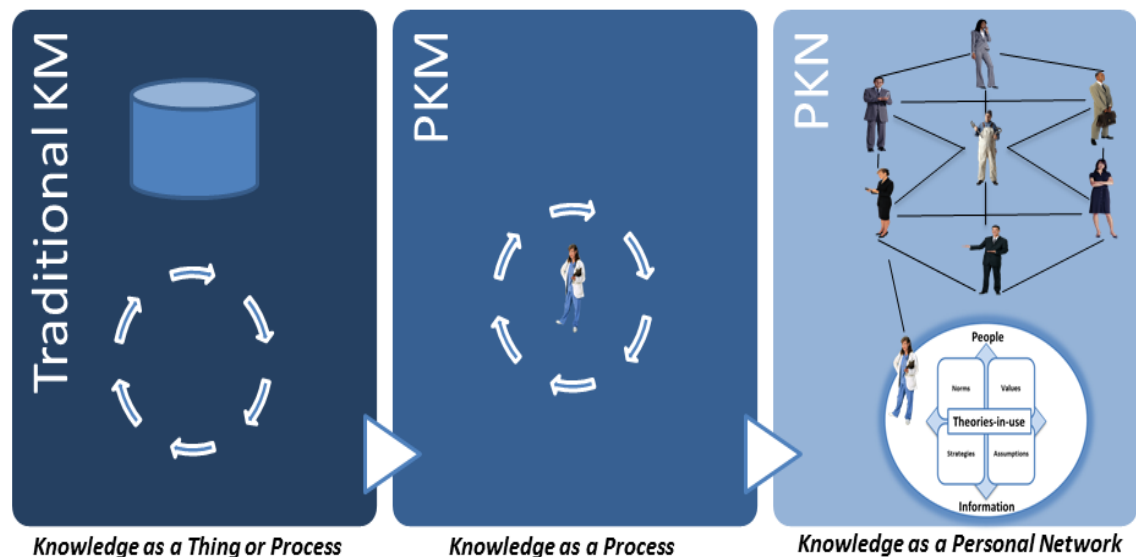 Traditional KM
Knowledge as a Thing or Process
PKM
Knowledge as a Process
PKN
People
Norms
Values
Theories-in-use
Strategies
Assumptions
Information
Knowledge as a Personal Network